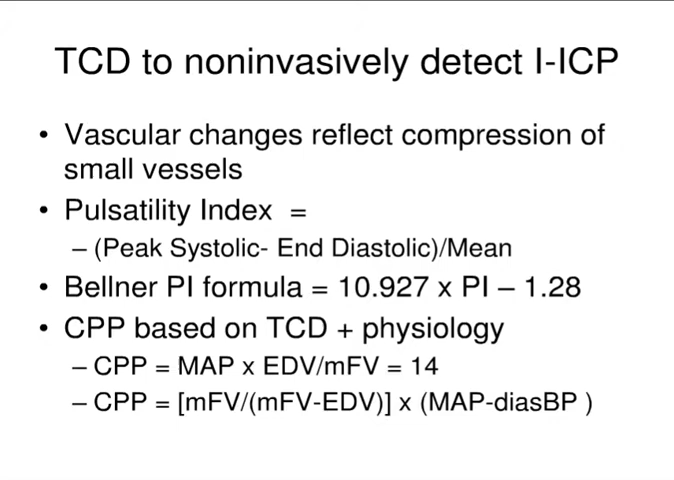 TCD to noninvasively detect I-ICP
• Vascular changes reflect compression of
small vessels
• Pulsatility Index =
– (Peak Systolic- End Diastolic)/Mean
• Bellner PI formula = 10.927 x PI – 1.28
• CPP based on TCD + physiology
– CPP = MAP x EDV/mFV = 14
– CPP = [mFV/(mFV-EDV)] x (MAP-diasBP )